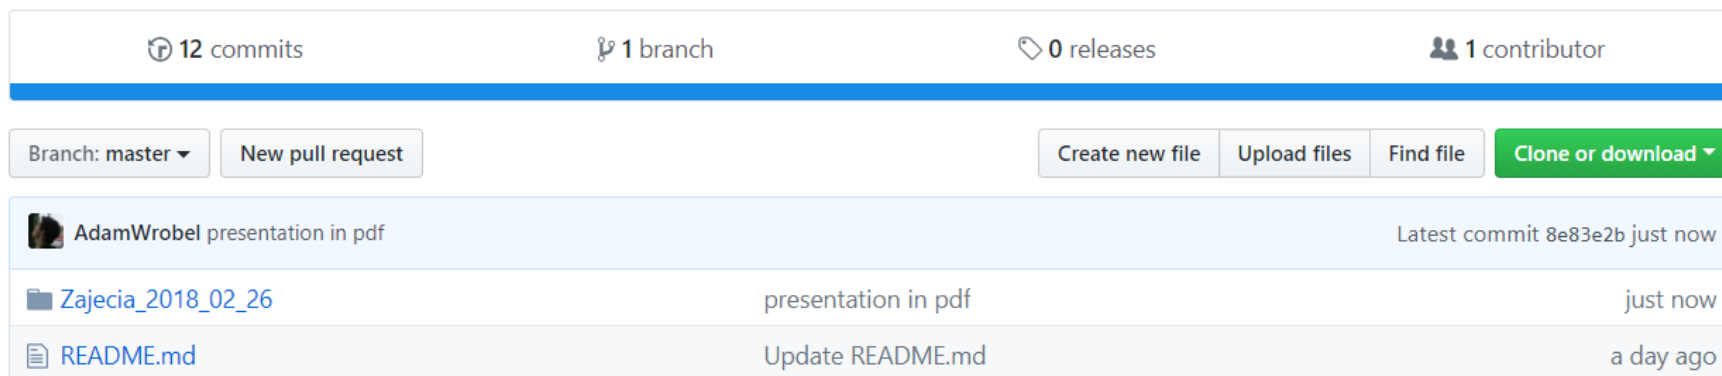 12 commits 1 branch 0 releases 1 contributor
Branch: master New pull request Create new file Upload files Find file Clone or download
AdamWrobel presentation in pdf Latest commit 8e83e2b just now
Zajecia_2018_02_26 presentation in pdf just now
README.md Update README.md a day ago